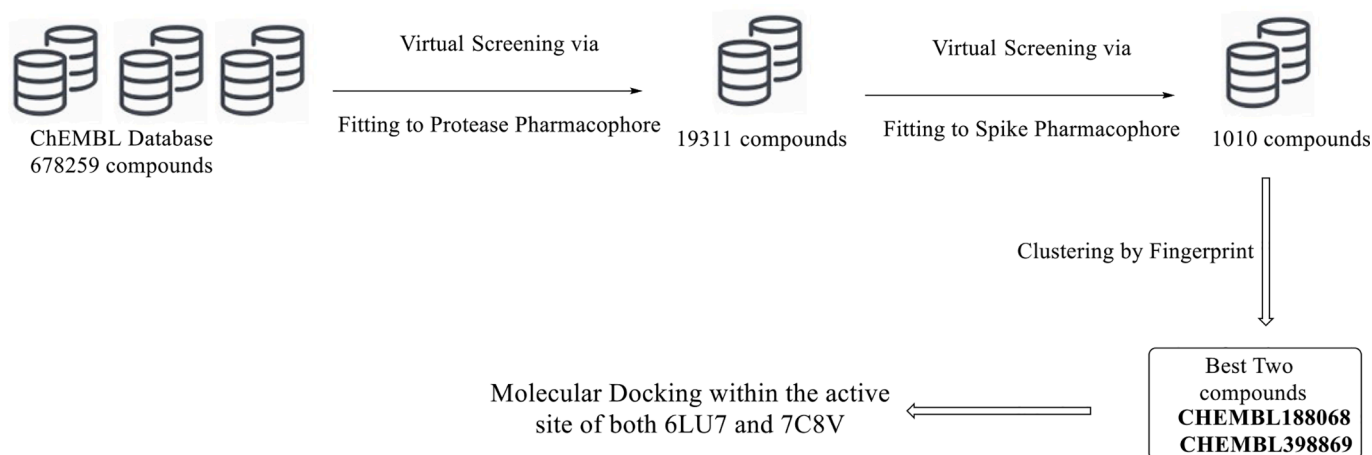 Virtual Screening via
Fitting to Protease Pharmacophore
ChEMBL Database
678259 compounds
19311 compounds
Virtual Screening via
Fitting to Spike Pharmacophore
1010 compounds
Clustering by Fingerprint
Best Two
compounds
CHEMBL188068
CHEMBL398869
Molecular Docking within the active
site of both 6LU7 and 7C8V